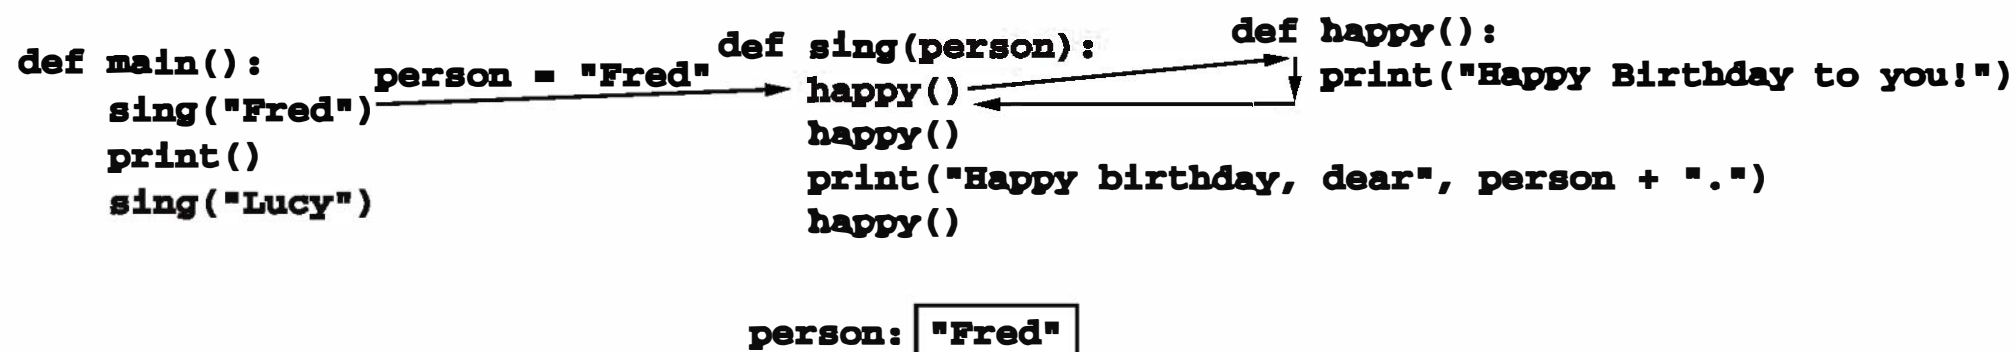 def main():
    sing("Fred")
    print()
    sing("Lucy")
person = "Fred"
def sing(person):
    happy()
    happy()
    print("Happy birthday, dear", person + ".")
    happy()
def happy():
    print("Happy Birthday to you!")
person: "Fred"